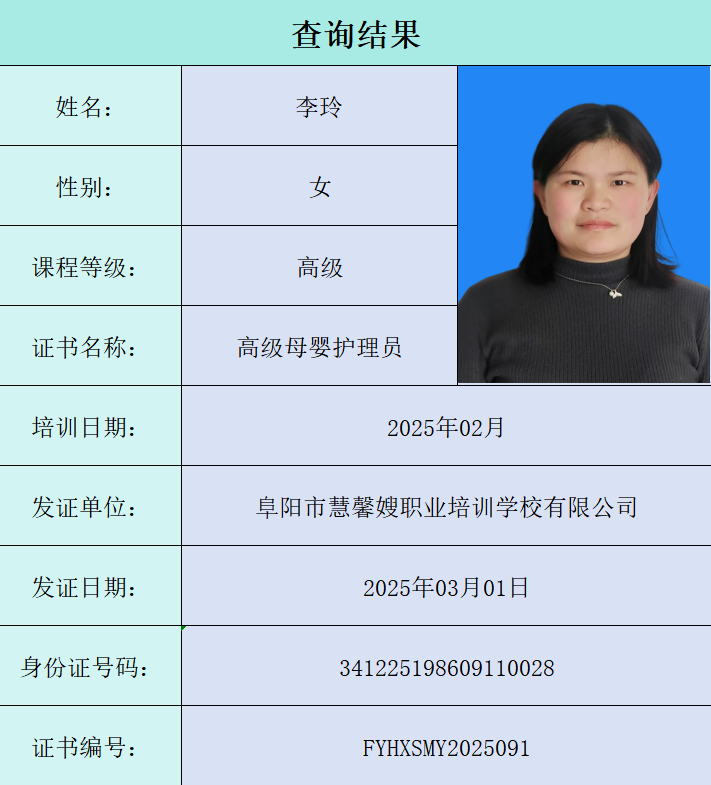 查询结果
姓名： 李玲
性别： 女
课程等级： 高级
证书名称： 高级母婴护理员
培训日期： 2025年02月
发证单位： 阜阳市慧馨嫂职业培训学校有限公司
发证日期： 2025年03月01日
身份证号码： 341225198609110028
证书编号： FYHXSMY2025091